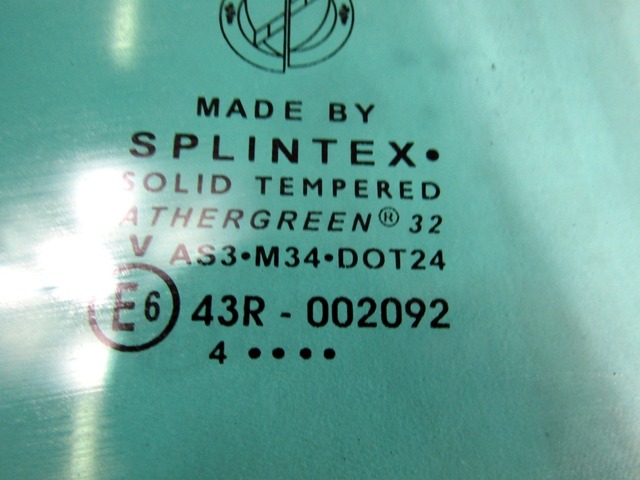 MADE BY
SPLINTEX•
SOLID TEMPERED
ATHERGREEN® 32
V AS3•M34•DOT24
E6 43R - 002092
4 ••••